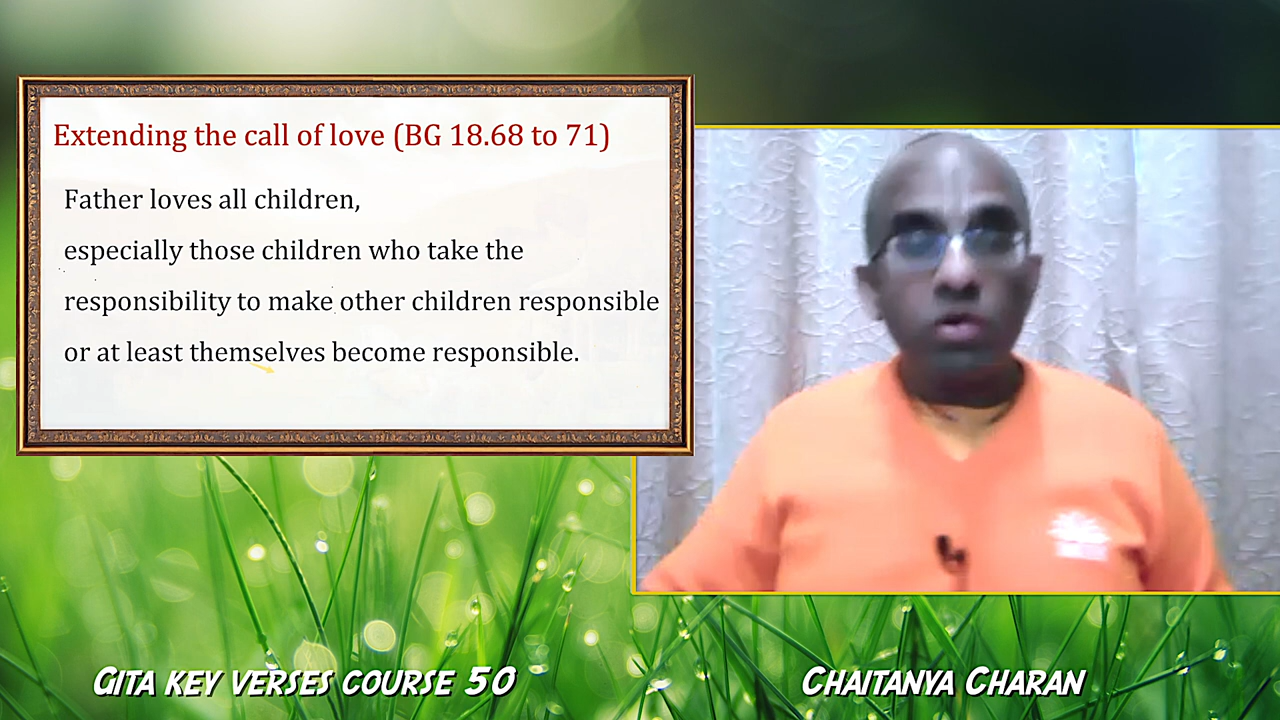 Extending the call of love (BG 18.68 to 71)
Father loves all children,
especially those children who take the
responsibility to make other children responsible
or at least themselves become responsible.
GITA KEY VERSES COURSE 50
CHAITANYA CHARAN